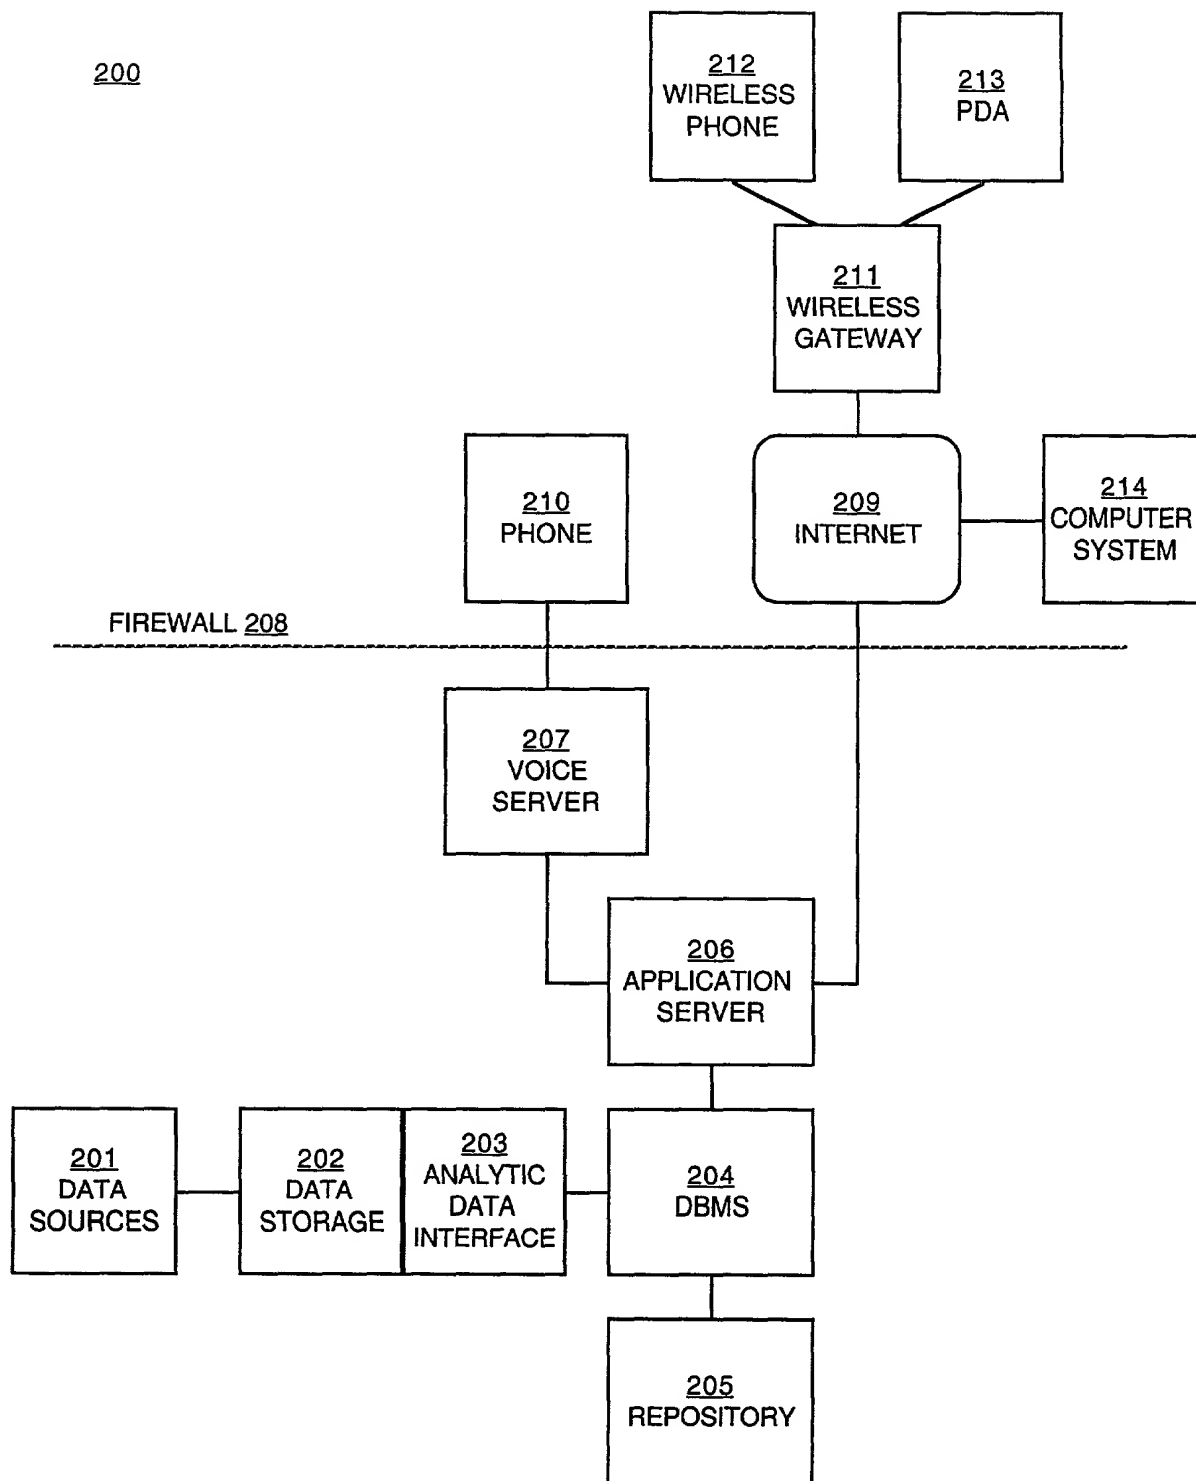 200
212
WIRELESS
PHONE
213
PDA
211
WIRELESS
GATEWAY
210
PHONE
209
INTERNET
214
COMPUTER
SYSTEM
FIREWALL 208
207
VOICE
SERVER
206
APPLICATION
SERVER
201
DATA
SOURCES
202
DATA
STORAGE
203
ANALYTIC
DATA
INTERFACE
204
DBMS
205
REPOSITORY